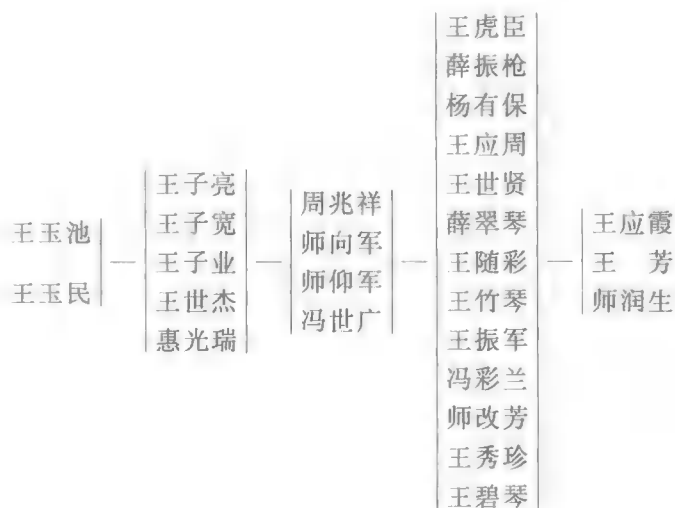 王玉池
王玉民
王子亮
王子宽
王子业
王世杰
惠光瑞
周兆祥
师向军
师仰军
冯世广
王虎臣
薛振枪
杨有保
王应周
王世贤
薛翠琴
王随彩
王竹琴
王振军
冯彩兰
师改芳
王秀珍
王碧琴
王应霞
王　芳
师润生